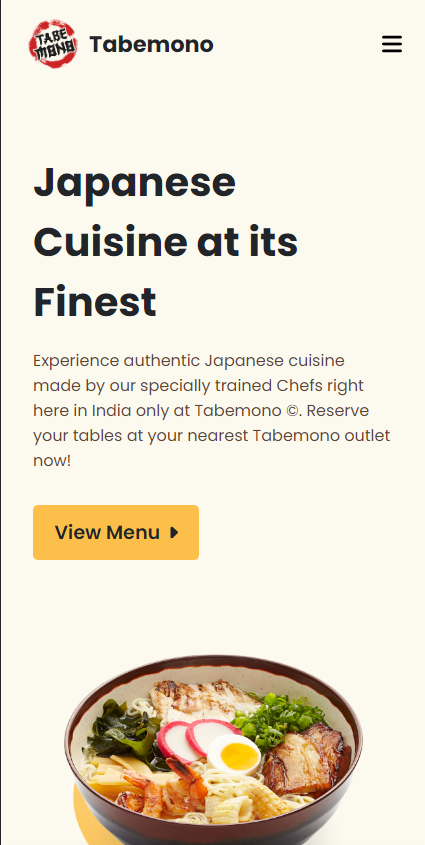 TABE
MONO
Tabemono
Japanese
Cuisine at its
Finest
Experience authentic Japanese cuisine
made by our specially trained Chefs right
here in India only at Tabemono ©. Reserve
your tables at your nearest Tabemono outlet
now!
View Menu